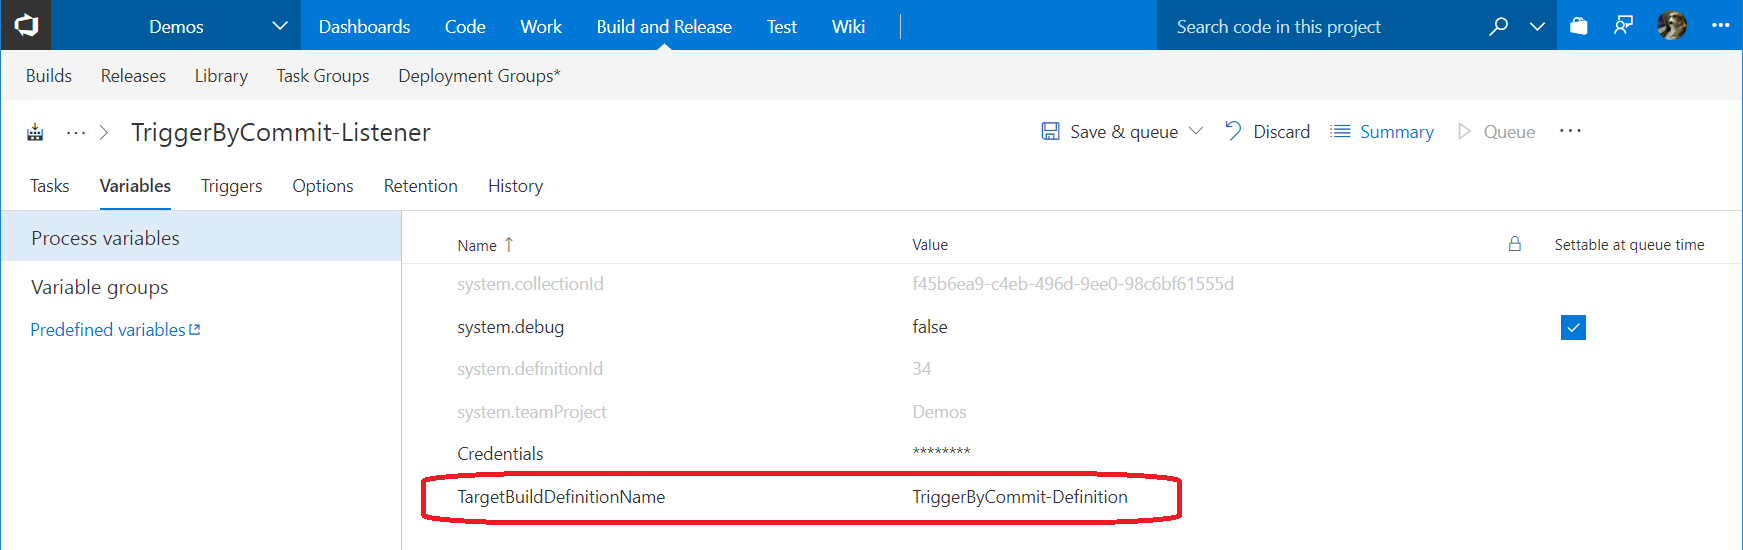 Demos Dashboards Code Work Build and Release Test Wiki Search code in this project
Builds Releases Library Task Groups Deployment Groups*
TriggerByCommit-Listener Save & queue Discard Summary Queue
Tasks Variables Triggers Options Retention History
Process variables
Variable groups
Predefined variables
Name Value Settable at queue time
system.collectionId f45b6ea9-c4eb-496d-9ee0-98c6bf61555d
system.debug false
system.definitionId 34
system.teamProject Demos
Credentials ********
TargetBuildDefinitionName TriggerByCommit-Definition